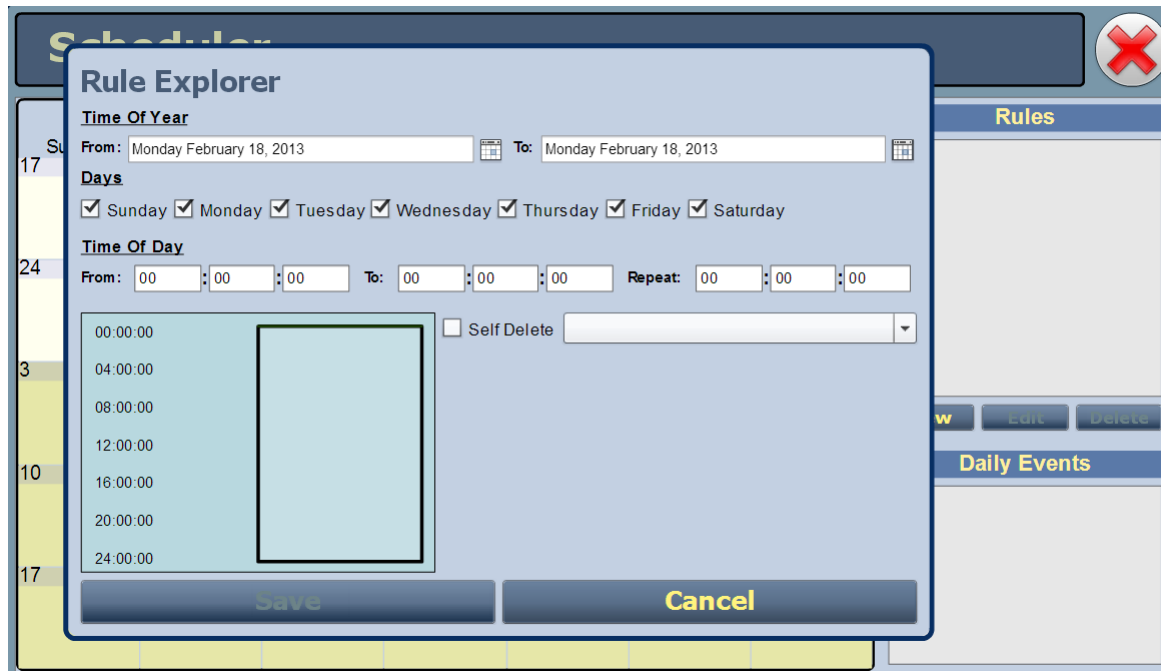 Scheduler
Rule Explorer
Time Of Year
From: Monday February 18, 2013 To: Monday February 18, 2013
Days
Sunday Monday Tuesday Wednesday Thursday Friday Saturday
Time Of Day
From: 00 : 00 : 00 To: 00 : 00 : 00 Repeat: 00 : 00 : 00
Self Delete
00:00:00
04:00:00
08:00:00
12:00:00
16:00:00
20:00:00
24:00:00
Save Cancel
Su
17
24
3
10
17
Rules
w Edit Delete
Daily Events